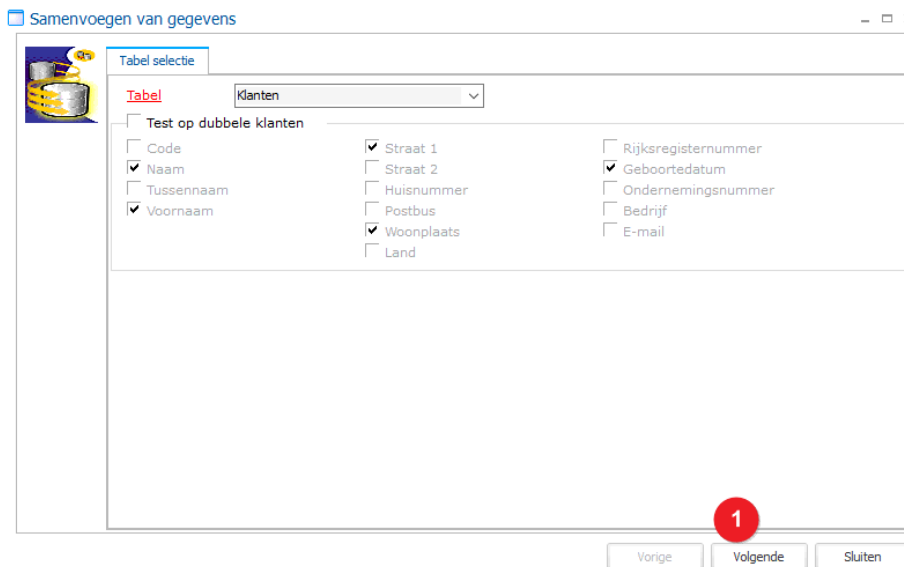 Samenvoegen van gegevens
Tabel selectie
Tabel Klanten
Test op dubbele klanten
Code Straat 1 Rijksregisternummer
Naam Straat 2 Geboortedatum
Tussennaam Huisnummer Ondernemingsnummer
Voornaam Postbus Bedrijf
Woonplaats E-mail
Land
1
Vorige Volgende Sluiten